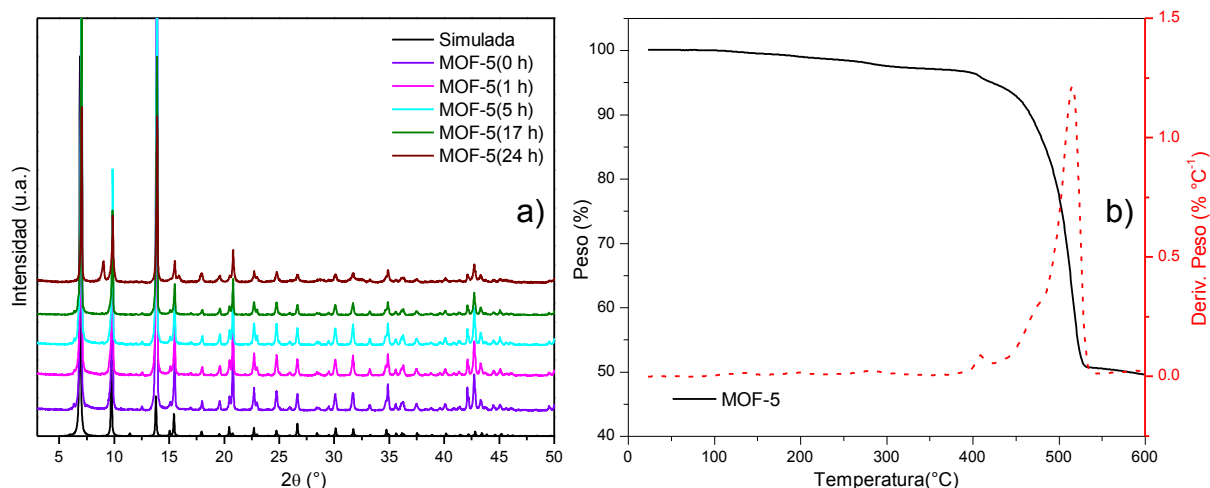 Simulada
MOF-5(0 h)
MOF-5(1 h)
MOF-5(5 h)
MOF-5(17 h)
MOF-5(24 h)
a)
Intensidad (u.a.)
5 10 15 20 25 30 35 40 45 50
2θ (°)
100
90
80
70
60
50
40
Peso (%)
b)
MOF-5
0 100 200 300 400 500 600
Temperatura(°C)
1.5
1.0
0.5
0.0
Deriv. Peso (% °C⁻¹)